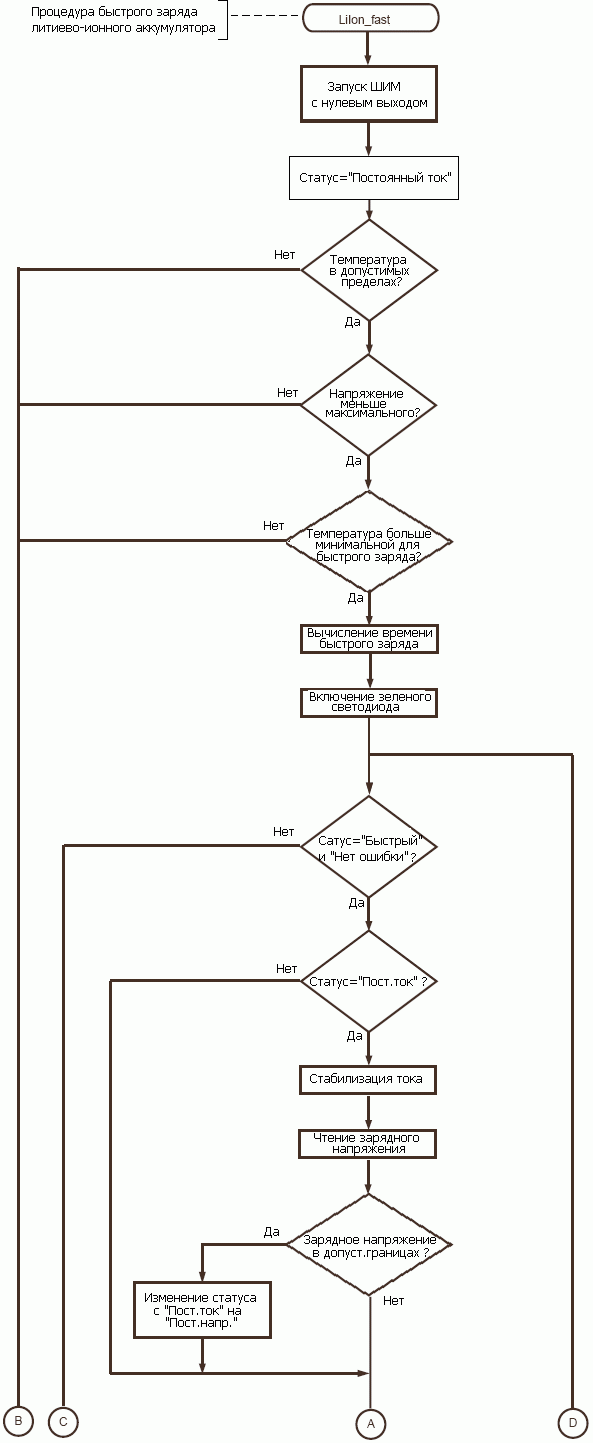 Процедура быстрого заряда
литиево-ионного аккумулятора
LiIon_fast
Запуск ШИМ
с нулевым выходом
Статус="Постоянный ток"
Нет
Температура
в допустимых
пределах?
Да
Нет
Напряжение
меньше
максимального?
Да
Нет
Температура больше
минимальной для
быстрого заряда?
Да
Вычисление времени
быстрого заряда
Включение зеленого
светодиода
Нет
Сатус="Быстрый"
и "Нет ошибки"?
Да
Нет
Статус="Пост.ток" ?
Да
Стабилизация тока
Чтение зарядного
напряжения
Да
Зарядное напряжение
в допуст.границах ?
Нет
Изменение статуса
с "Пост.ток" на
"Пост.напр."
B
C
A
D